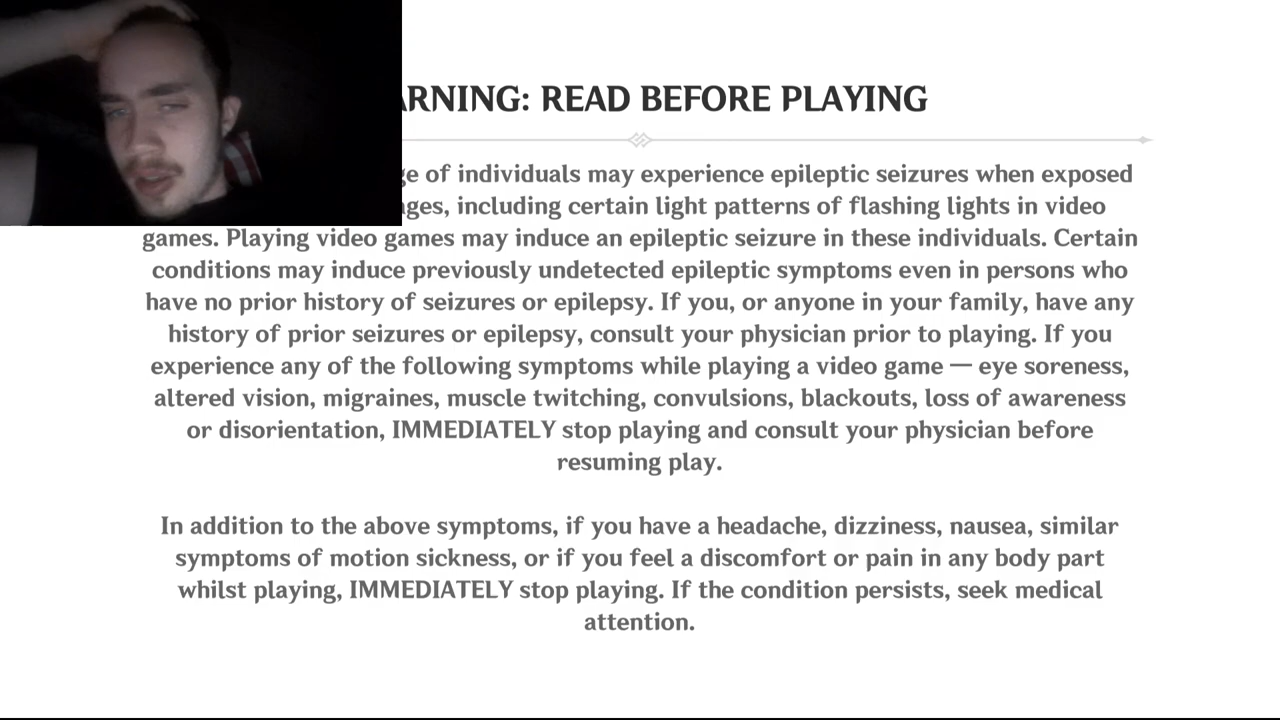 ARNING: READ BEFORE PLAYING
of individuals may experience epileptic seizures when exposed
including certain light patterns of flashing lights in video
games. Playing video games may induce an epileptic seizure in these individuals. Certain
conditions may induce previously undetected epileptic symptoms even in persons who
have no prior history of seizures or epilepsy. If you, or anyone in your family, have any
history of prior seizures or epilepsy, consult your physician prior to playing. If you
experience any of the following symptoms while playing a video game — eye soreness,
altered vision, migraines, muscle twitching, convulsions, blackouts, loss of awareness
or disorientation, IMMEDIATELY stop playing and consult your physician before
resuming play.
In addition to the above symptoms, if you have a headache, dizziness, nausea, similar
symptoms of motion sickness, or if you feel a discomfort or pain in any body part
whilst playing, IMMEDIATELY stop playing. If the condition persists, seek medical
attention.